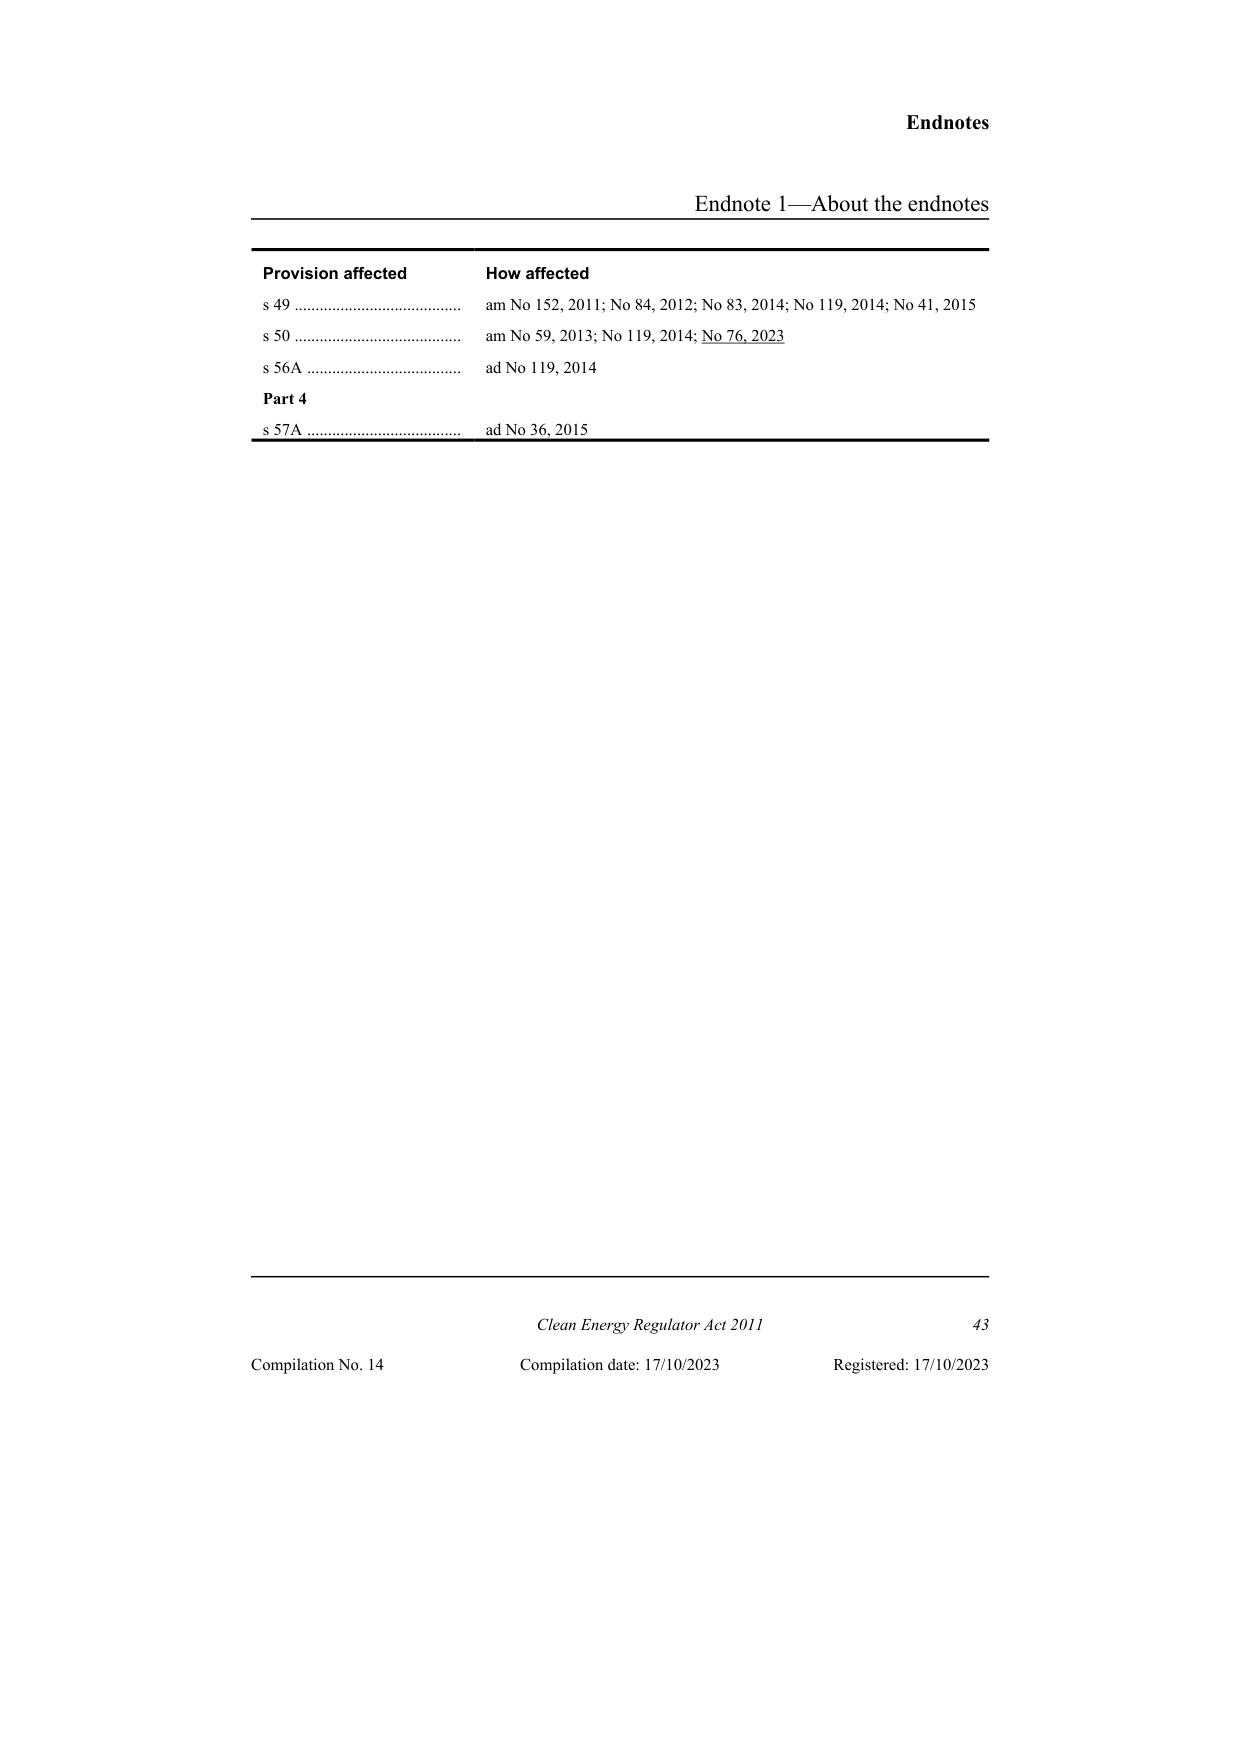 Endnotes
Endnote 1—About the endnotes
Provision affected How affected
s 49 ........................................ am No 152, 2011; No 84, 2012; No 83, 2014; No 119, 2014; No 41, 2015
s 50 ........................................ am No 59, 2013; No 119, 2014; No 76, 2023
s 56A ..................................... ad No 119, 2014
Part 4
s 57A ..................................... ad No 36, 2015
Clean Energy Regulator Act 2011 43
Compilation No. 14 Compilation date: 17/10/2023 Registered: 17/10/2023